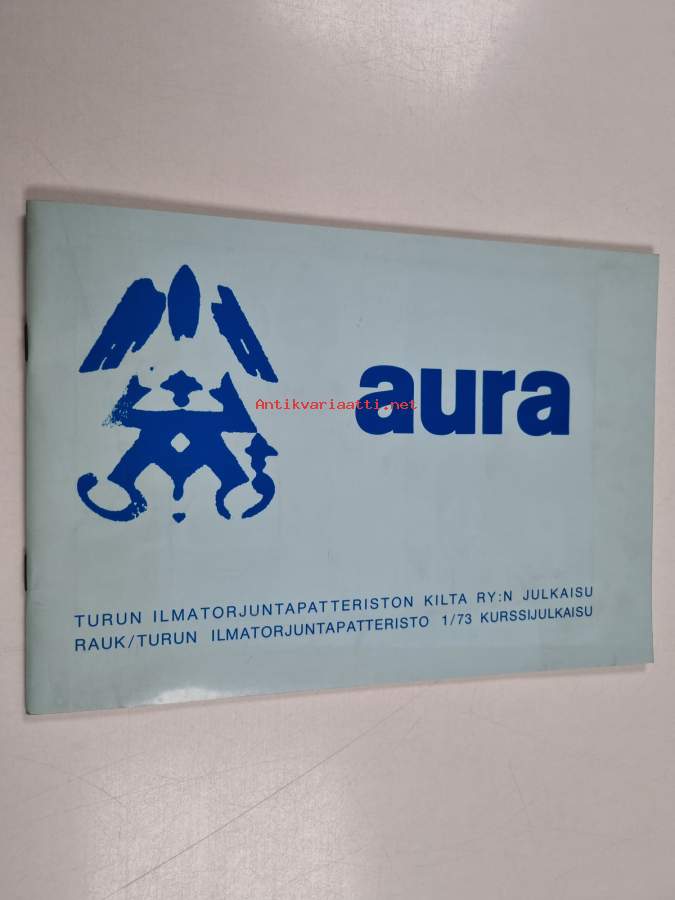 aura
Antikvariaatti.net
TURUN ILMATORJUNTAPATTERISTON KILTA RY:N JULKAISU
RAUK/TURUN ILMATORJUNTAPATTERISTO 1/73 KURSSIJULKAISU